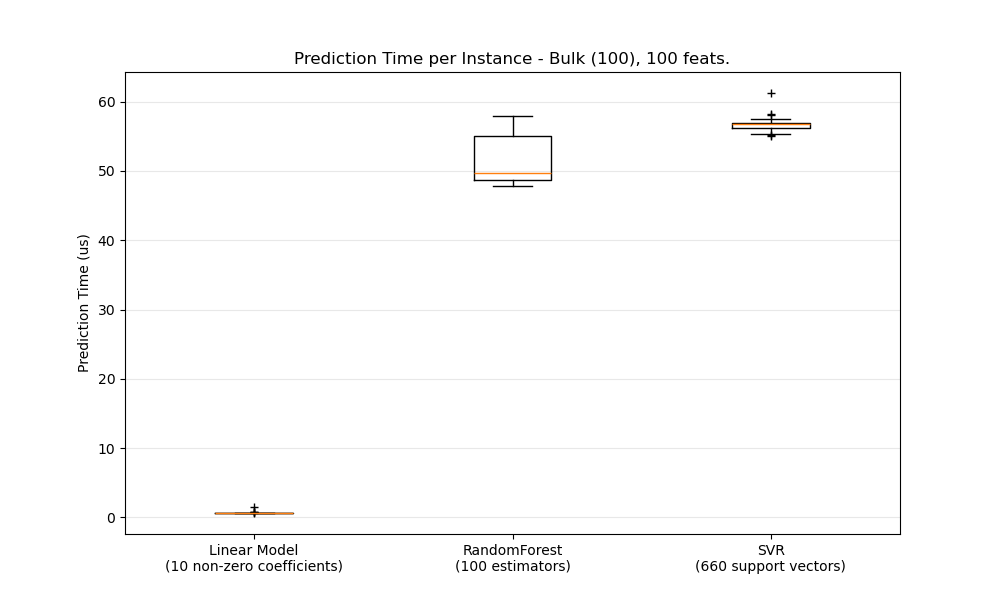 Prediction Time per Instance - Bulk (100), 100 feats.
Prediction Time (us)
60
50
40
30
20
10
0
Linear Model
(10 non-zero coefficients)
RandomForest
(100 estimators)
SVR
(660 support vectors)